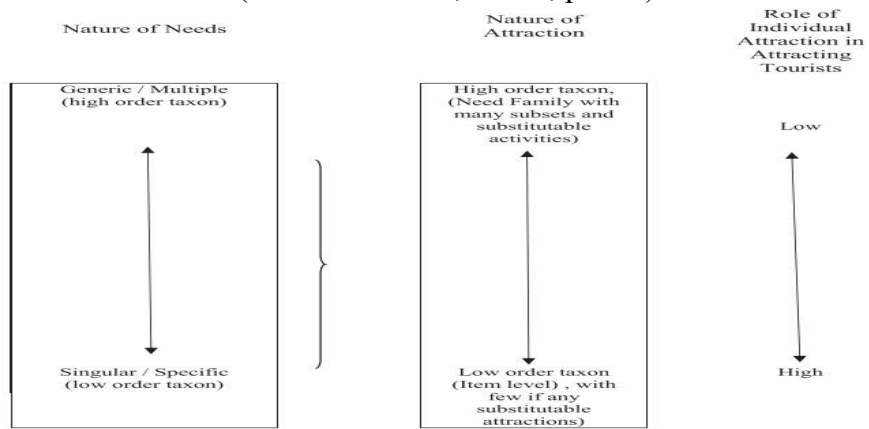 Nature of Needs
Generic / Multiple
(high order taxon)
Singular / Specific
(low order taxon)
Nature of
Attraction
High order taxon,
(Need Family with
many subsets and
substitutable
activities)
Low order taxon
(Item level) , with
few if any
substitutable
attractions)
Role of
Individual
Attraction in
Attracting
Tourists
Low
High